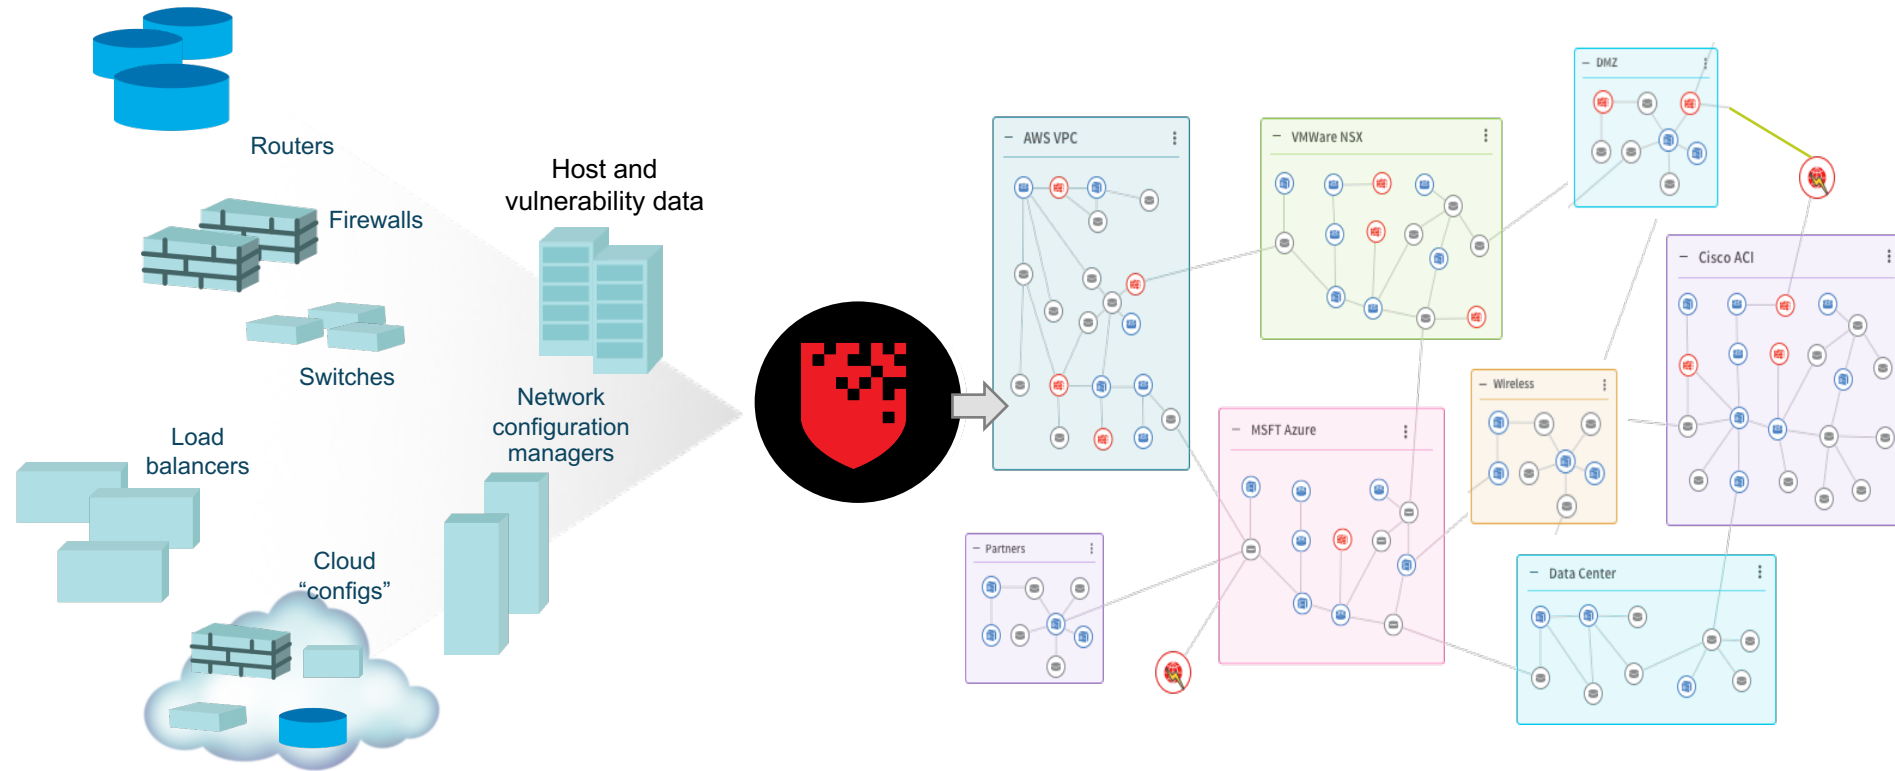 Routers
Firewalls
Switches
Load
balancers
Cloud
“configs”
Host and
vulnerability data
Network
configuration
managers
AWS VPC
VMWare NSX
DMZ
Cisco ACI
Wireless
MSFT Azure
Partners
Data Center